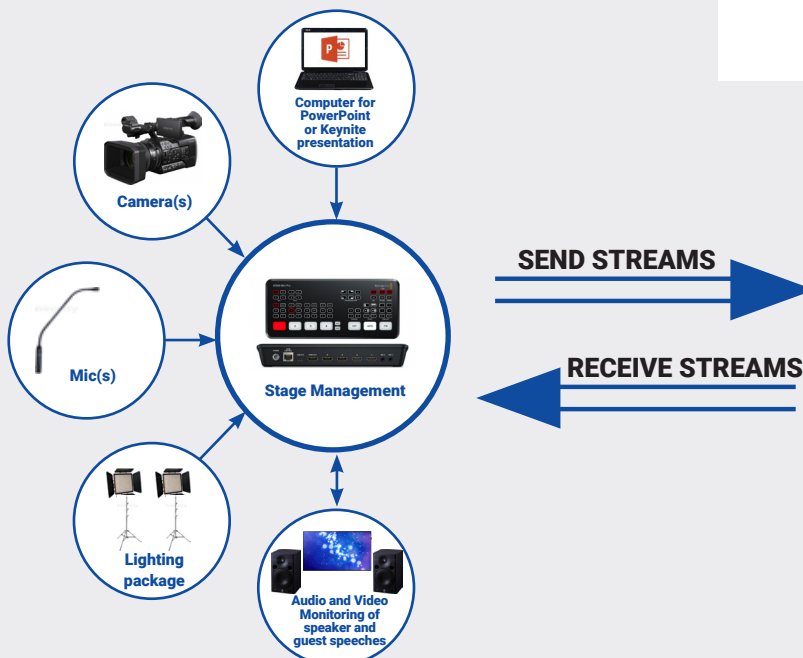 P
Computer for
PowerPoint
or Keynite
presentation
Camera(s)
SEND STREAMS
Mic(s)
Stage Management
RECEIVE STREAMS
Lighting
package
Audio and Video
Monitoring of
speaker and
guest speeches